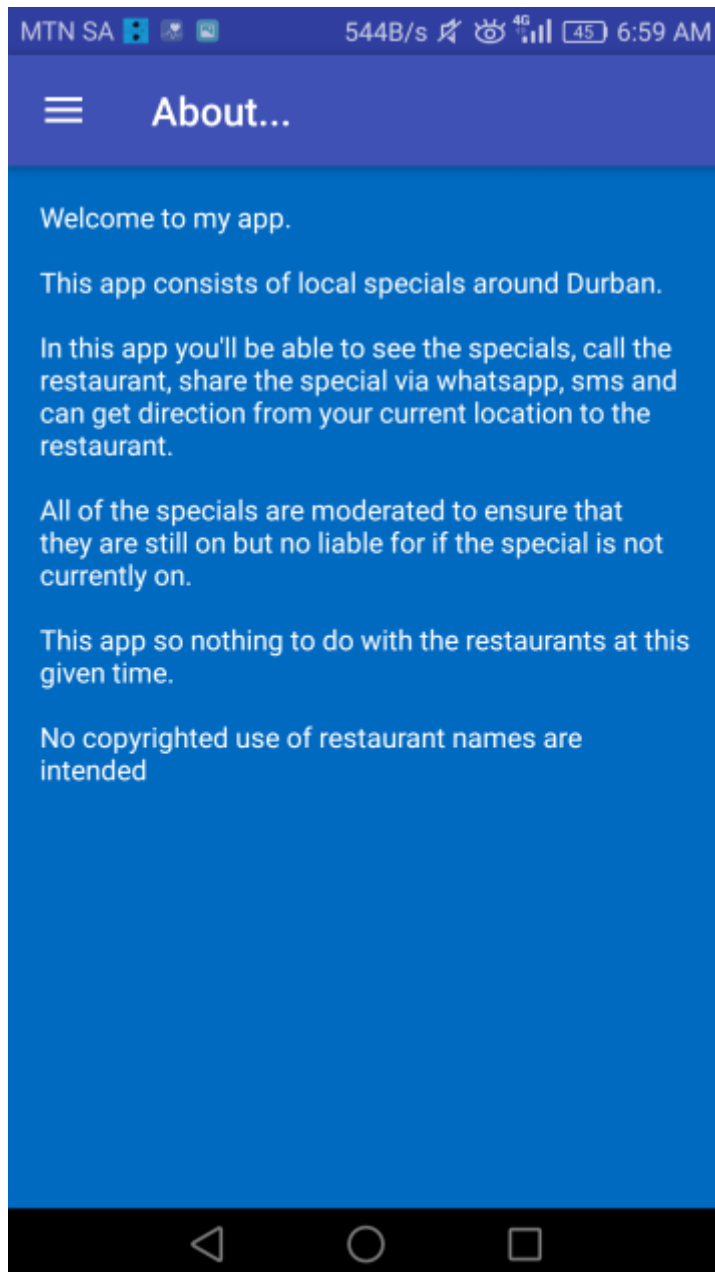 MTN SA 544B/s 4G 45 6:59 AM
About...
Welcome to my app.
This app consists of local specials around Durban.
In this app you'll be able to see the specials, call the
restaurant, share the special via whatsapp, sms and
can get direction from your current location to the
restaurant.
All of the specials are moderated to ensure that
they are still on but no liable for if the special is not
currently on.
This app so nothing to do with the restaurants at this
given time.
No copyrighted use of restaurant names are
intended